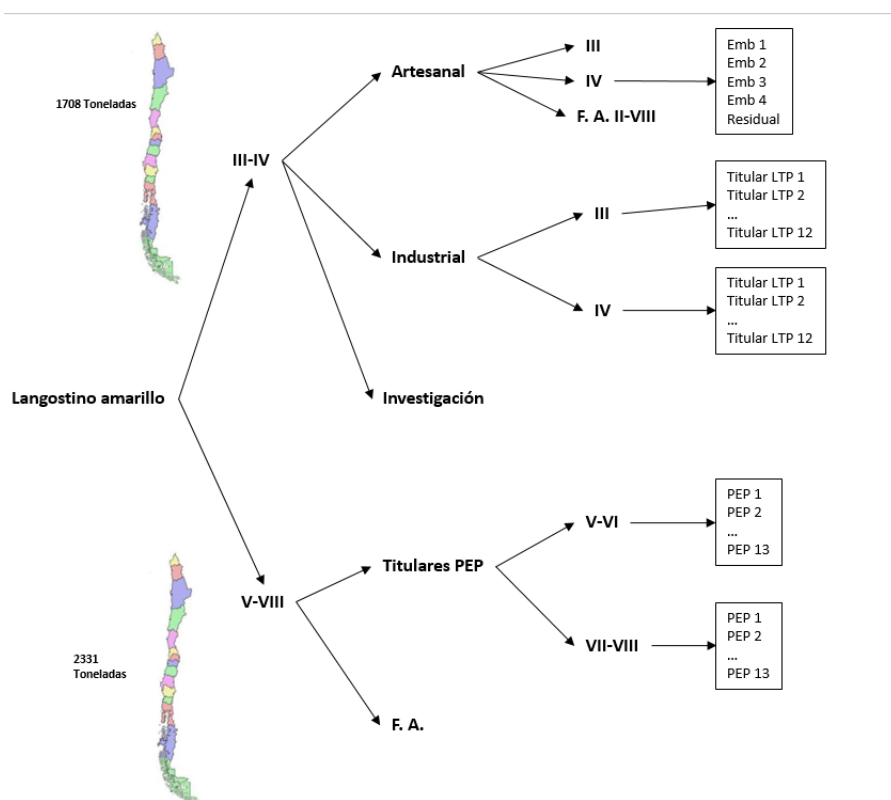 1708 Toneladas
Langostino amarillo
III-IV
Artesanal
III
IV
F. A. II-VIII
Emb 1
Emb 2
Emb 3
Emb 4
Residual
Industrial
III
Titular LTP 1
Titular LTP 2
...
Titular LTP 12
IV
Titular LTP 1
Titular LTP 2
...
Titular LTP 12
Investigación
2331
Toneladas
V-VIII
Titulares PEP
V-VI
PEP 1
PEP 2
...
PEP 13
VII-VIII
PEP 1
PEP 2
...
PEP 13
F. A.